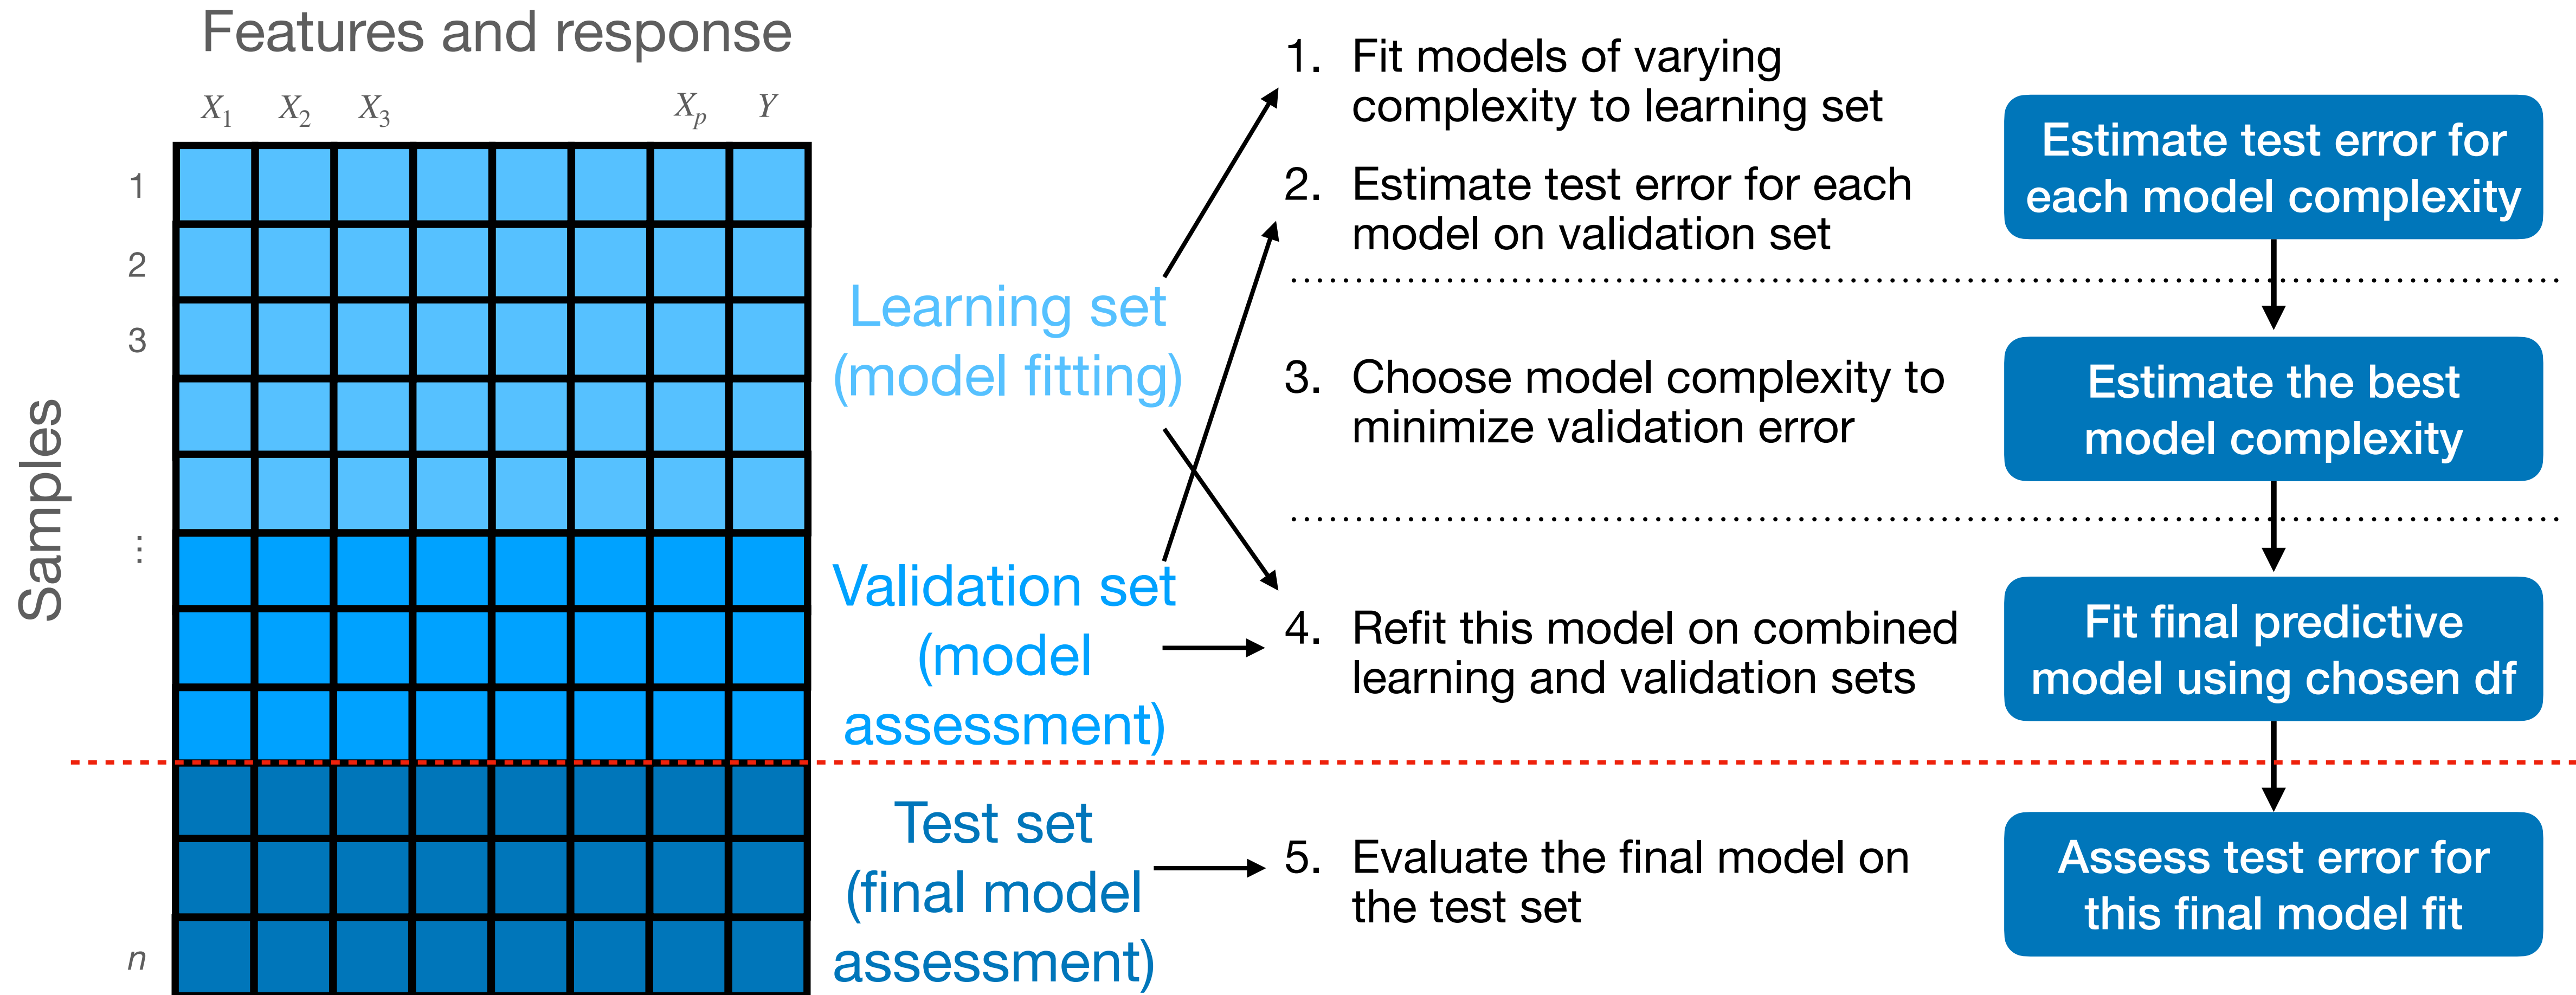 Features and response
X₁ X₂ X₃ Xₚ Y
Samples
1
2
3
⋮
n
Learning set
(model fitting)
Validation set
(model
assessment)
Test set
(final model
assessment)
1. Fit models of varying
complexity to learning set
2. Estimate test error for each
model on validation set
3. Choose model complexity to
minimize validation error
4. Refit this model on combined
learning and validation sets
5. Evaluate the final model on
the test set
Estimate test error for
each model complexity
Estimate the best
model complexity
Fit final predictive
model using chosen df
Assess test error for
this final model fit